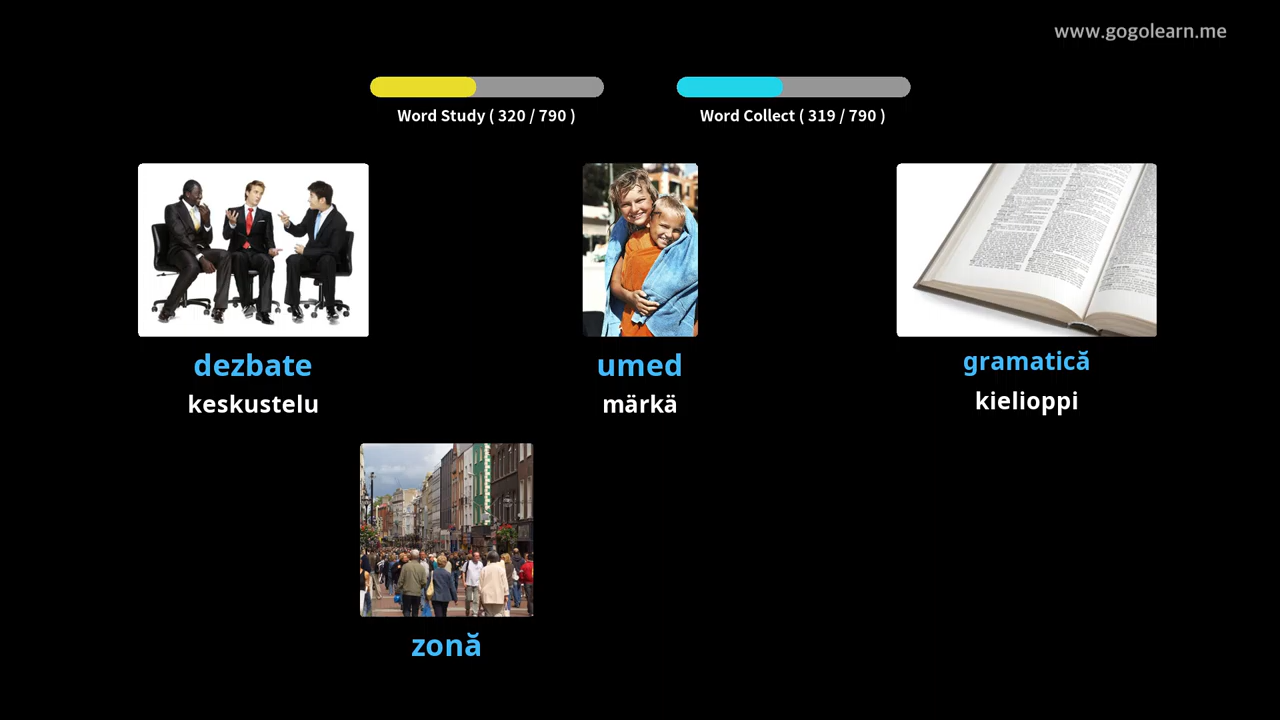 www.gogolearn.me
Word Study ( 320 / 790 )
Word Collect ( 319 / 790 )
dezbate
keskustelu
umed
märkä
gramatică
kielioppi
zonă